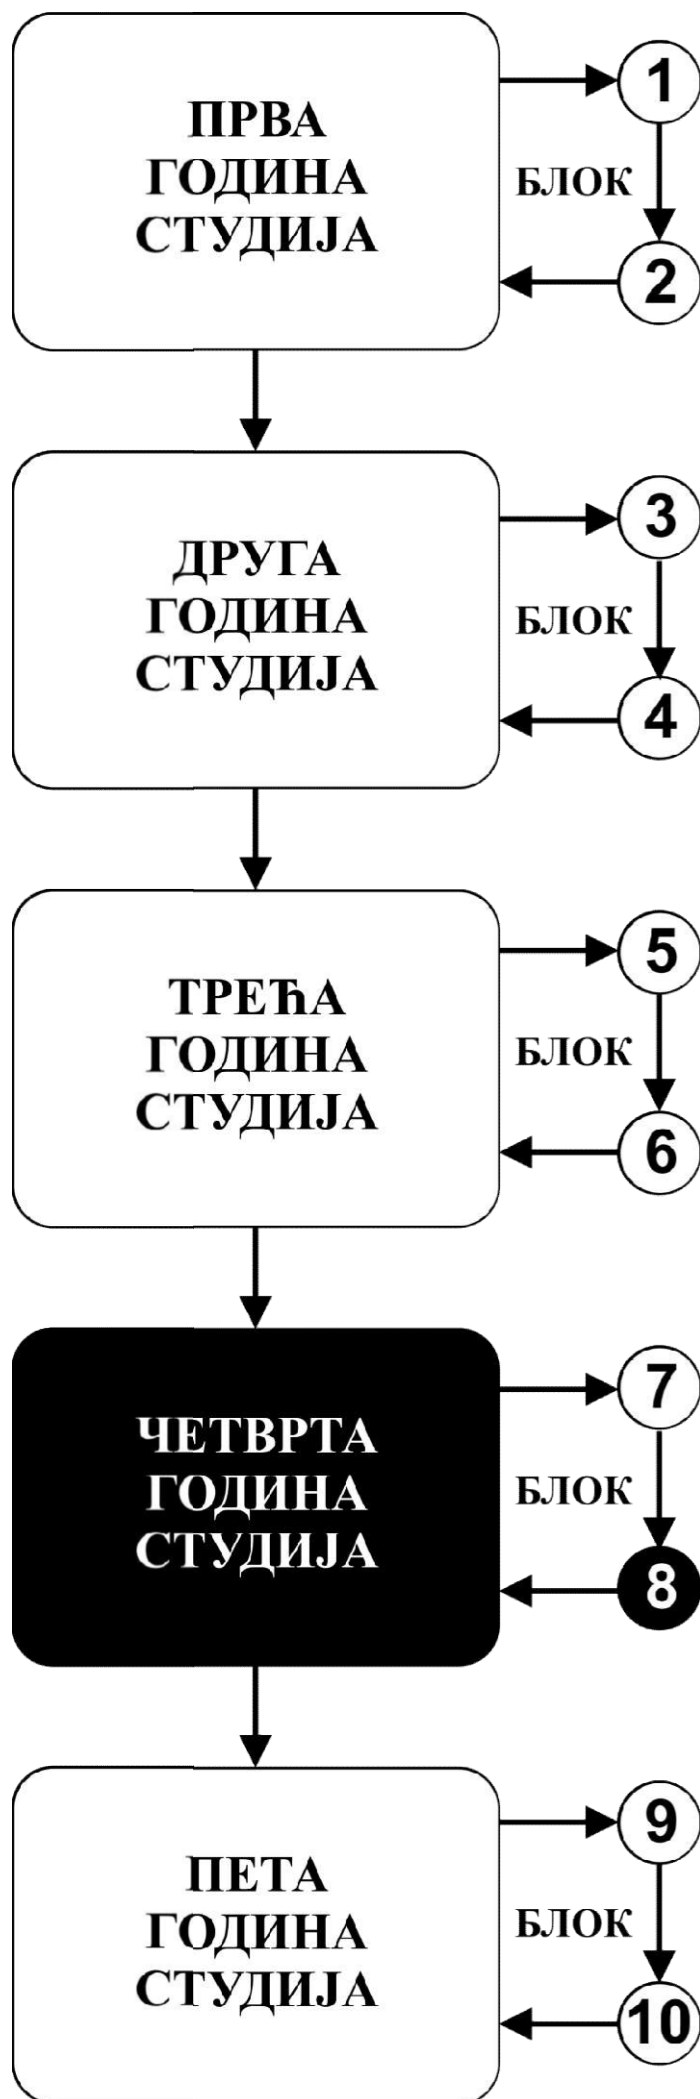 ПРВА
ГОДИНА
СТУДИЈА
1
БЛОК
2
ДРУГА
ГОДИНА
СТУДИЈА
3
БЛОК
4
ТРЕЋА
ГОДИНА
СТУДИЈА
5
БЛОК
6
ЧЕТВРТА
ГОДИНА
СТУДИЈА
7
БЛОК
8
ПЕТА
ГОДИНА
СТУДИЈА
9
БЛОК
10